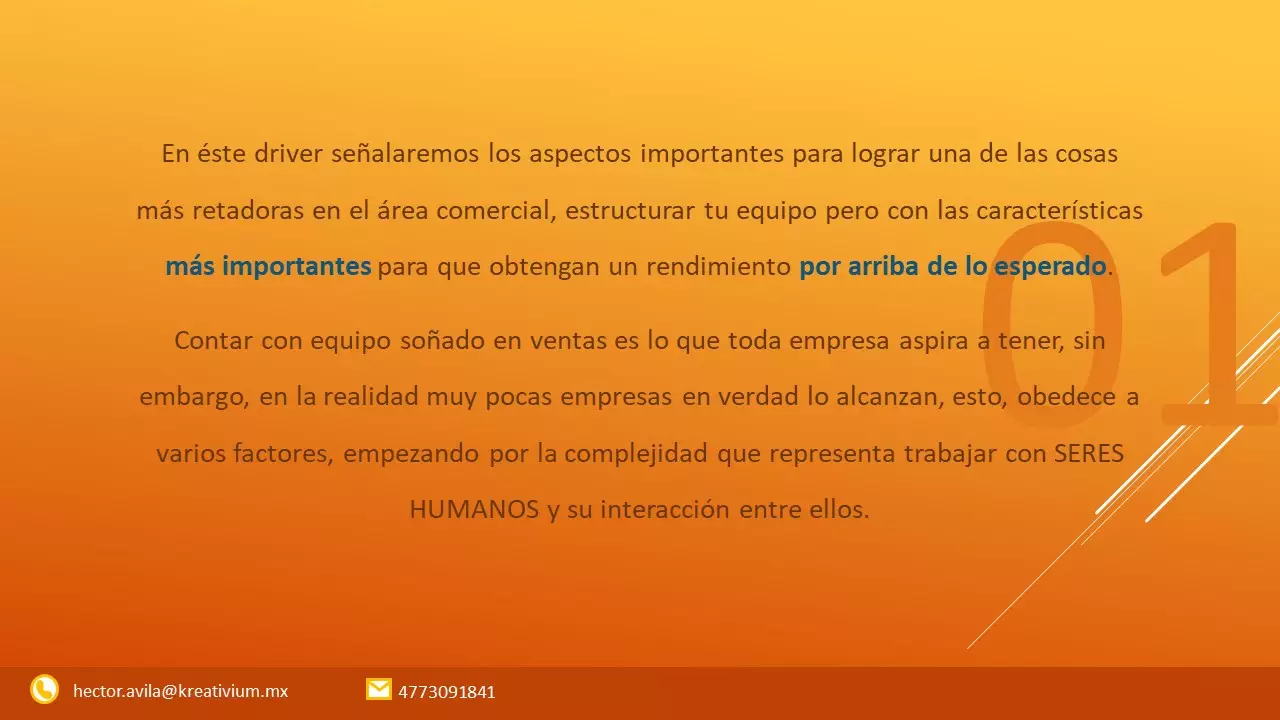 En éste driver señalaremos los aspectos importantes para lograr una de las cosas
más retadoras en el área comercial, estructurar tu equipo pero con las características
más importantes para que obtengan un rendimiento por arriba de lo esperado.
01
Contar con equipo soñado en ventas es lo que toda empresa aspira a tener, sin
embargo, en la realidad muy pocas empresas en verdad lo alcanzan, esto, obedece a
varios factores, empezando por la complejidad que representa trabajar con SERES
HUMANOS y su interacción entre ellos.
hector.avila@kreativium.mx
4773091841